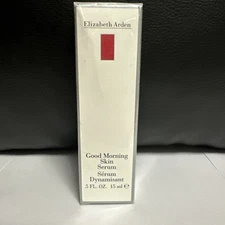 Elizabeth Arden
Good Morning
Skin
Serum
Sérum
Dynamisant
.5 FL. OZ. 15 ml ℮